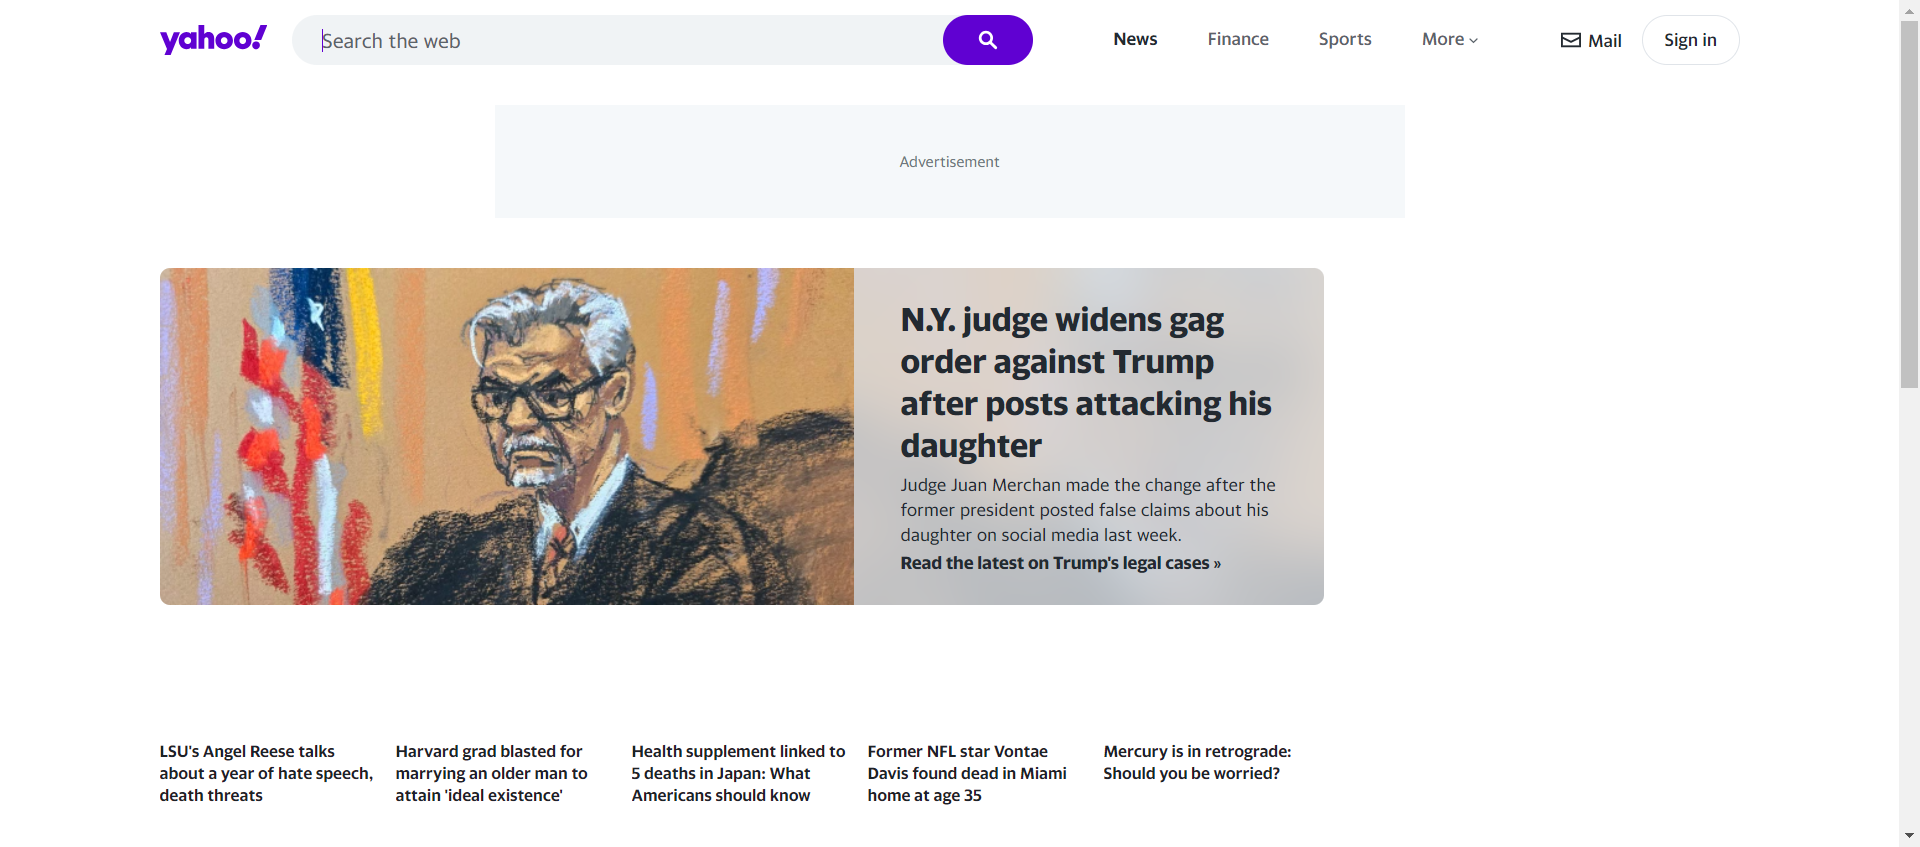 yahoo!
Search the web
News
Finance
Sports
More
Mail
Sign in
Advertisement
N.Y. judge widens gag
order against Trump
after posts attacking his
daughter
Judge Juan Merchan made the change after the
former president posted false claims about his
daughter on social media last week.
Read the latest on Trump's legal cases »
LSU's Angel Reese talks
about a year of hate speech,
death threats
Harvard grad blasted for
marrying an older man to
attain 'ideal existence'
Health supplement linked to
5 deaths in Japan: What
Americans should know
Former NFL star Vontae
Davis found dead in Miami
home at age 35
Mercury is in retrograde:
Should you be worried?